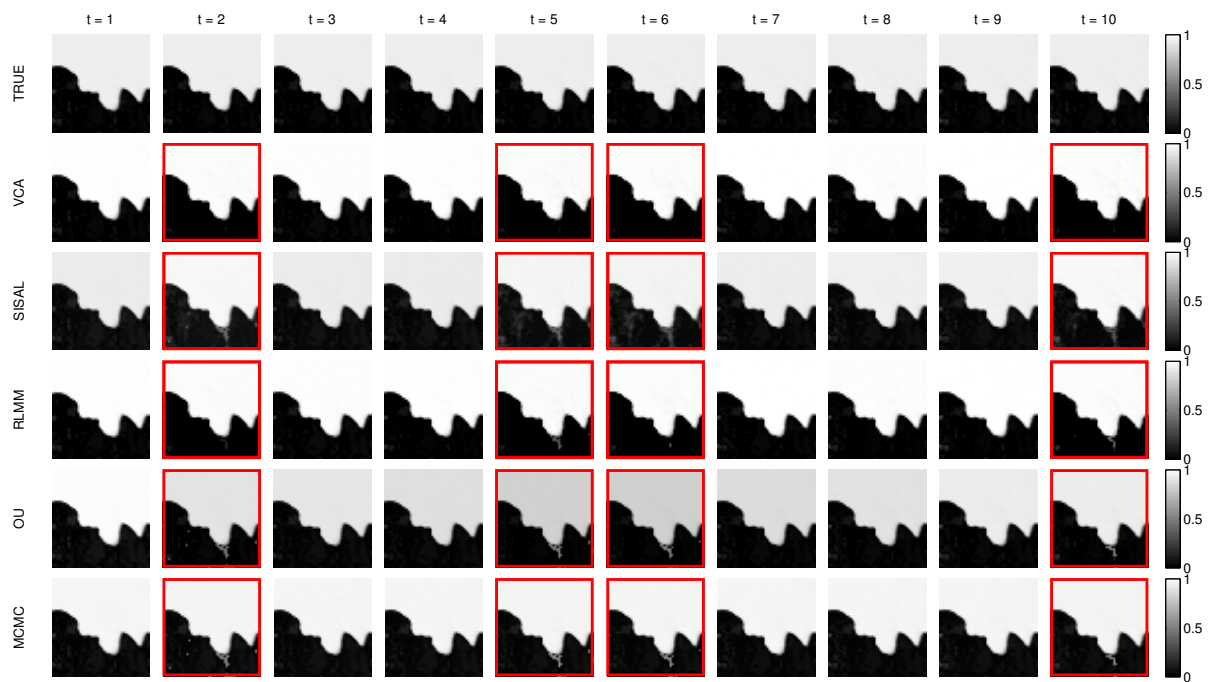 t = 1 t = 2 t = 3 t = 4 t = 5 t = 6 t = 7 t = 8 t = 9 t = 10
TRUE
1
0.5
0
VCA
1
0.5
0
SISAL
1
0.5
0
RLMM
1
0.5
0
OU
1
0.5
0
MCMC
1
0.5
0